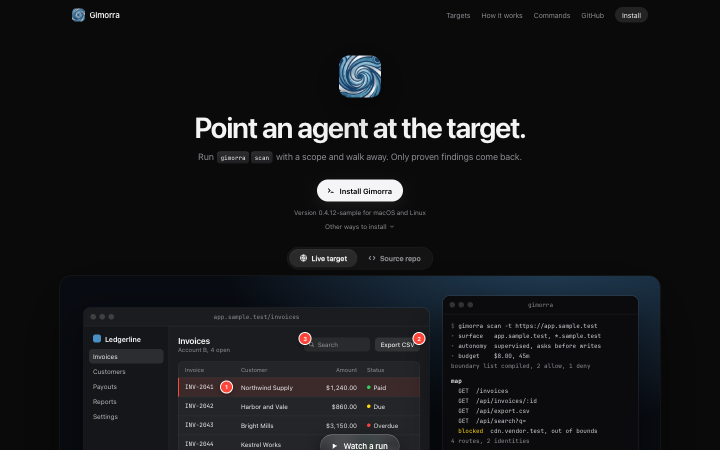 Gimorra
Targets How it works Commands GitHub Install
Point an agent at the target.
Run gimorra scan with a scope and walk away. Only proven findings come back.
Install Gimorra
Version 0.4.12-sample for macOS and Linux
Other ways to install
Live target Source repo
app.sample.test/invoices
Ledgerline
Invoices
Customers
Payouts
Reports
Settings
Invoices
Account B, 4 open
3 Search Export CSV 2
Invoice Customer Amount Status
INV-2041 1 Northwind Supply $1,240.00 Paid
INV-2042 Harbor and Vale $860.00 Due
INV-2043 Bright Mills $3,150.00 Overdue
INV-2044 Kestrel Works
Watch a run
gimorra
$ gimorra scan -t https://app.sample.test
· surface app.sample.test, *.sample.test
· autonomy supervised, asks before writes
· budget $8.00, 45m
boundary list compiled, 2 allow, 1 deny
map
GET /invoices
GET /api/invoices/:id
GET /api/export.csv
GET /api/search?q=
blocked cdn.vendor.test, out of bounds
4 routes, 2 identities